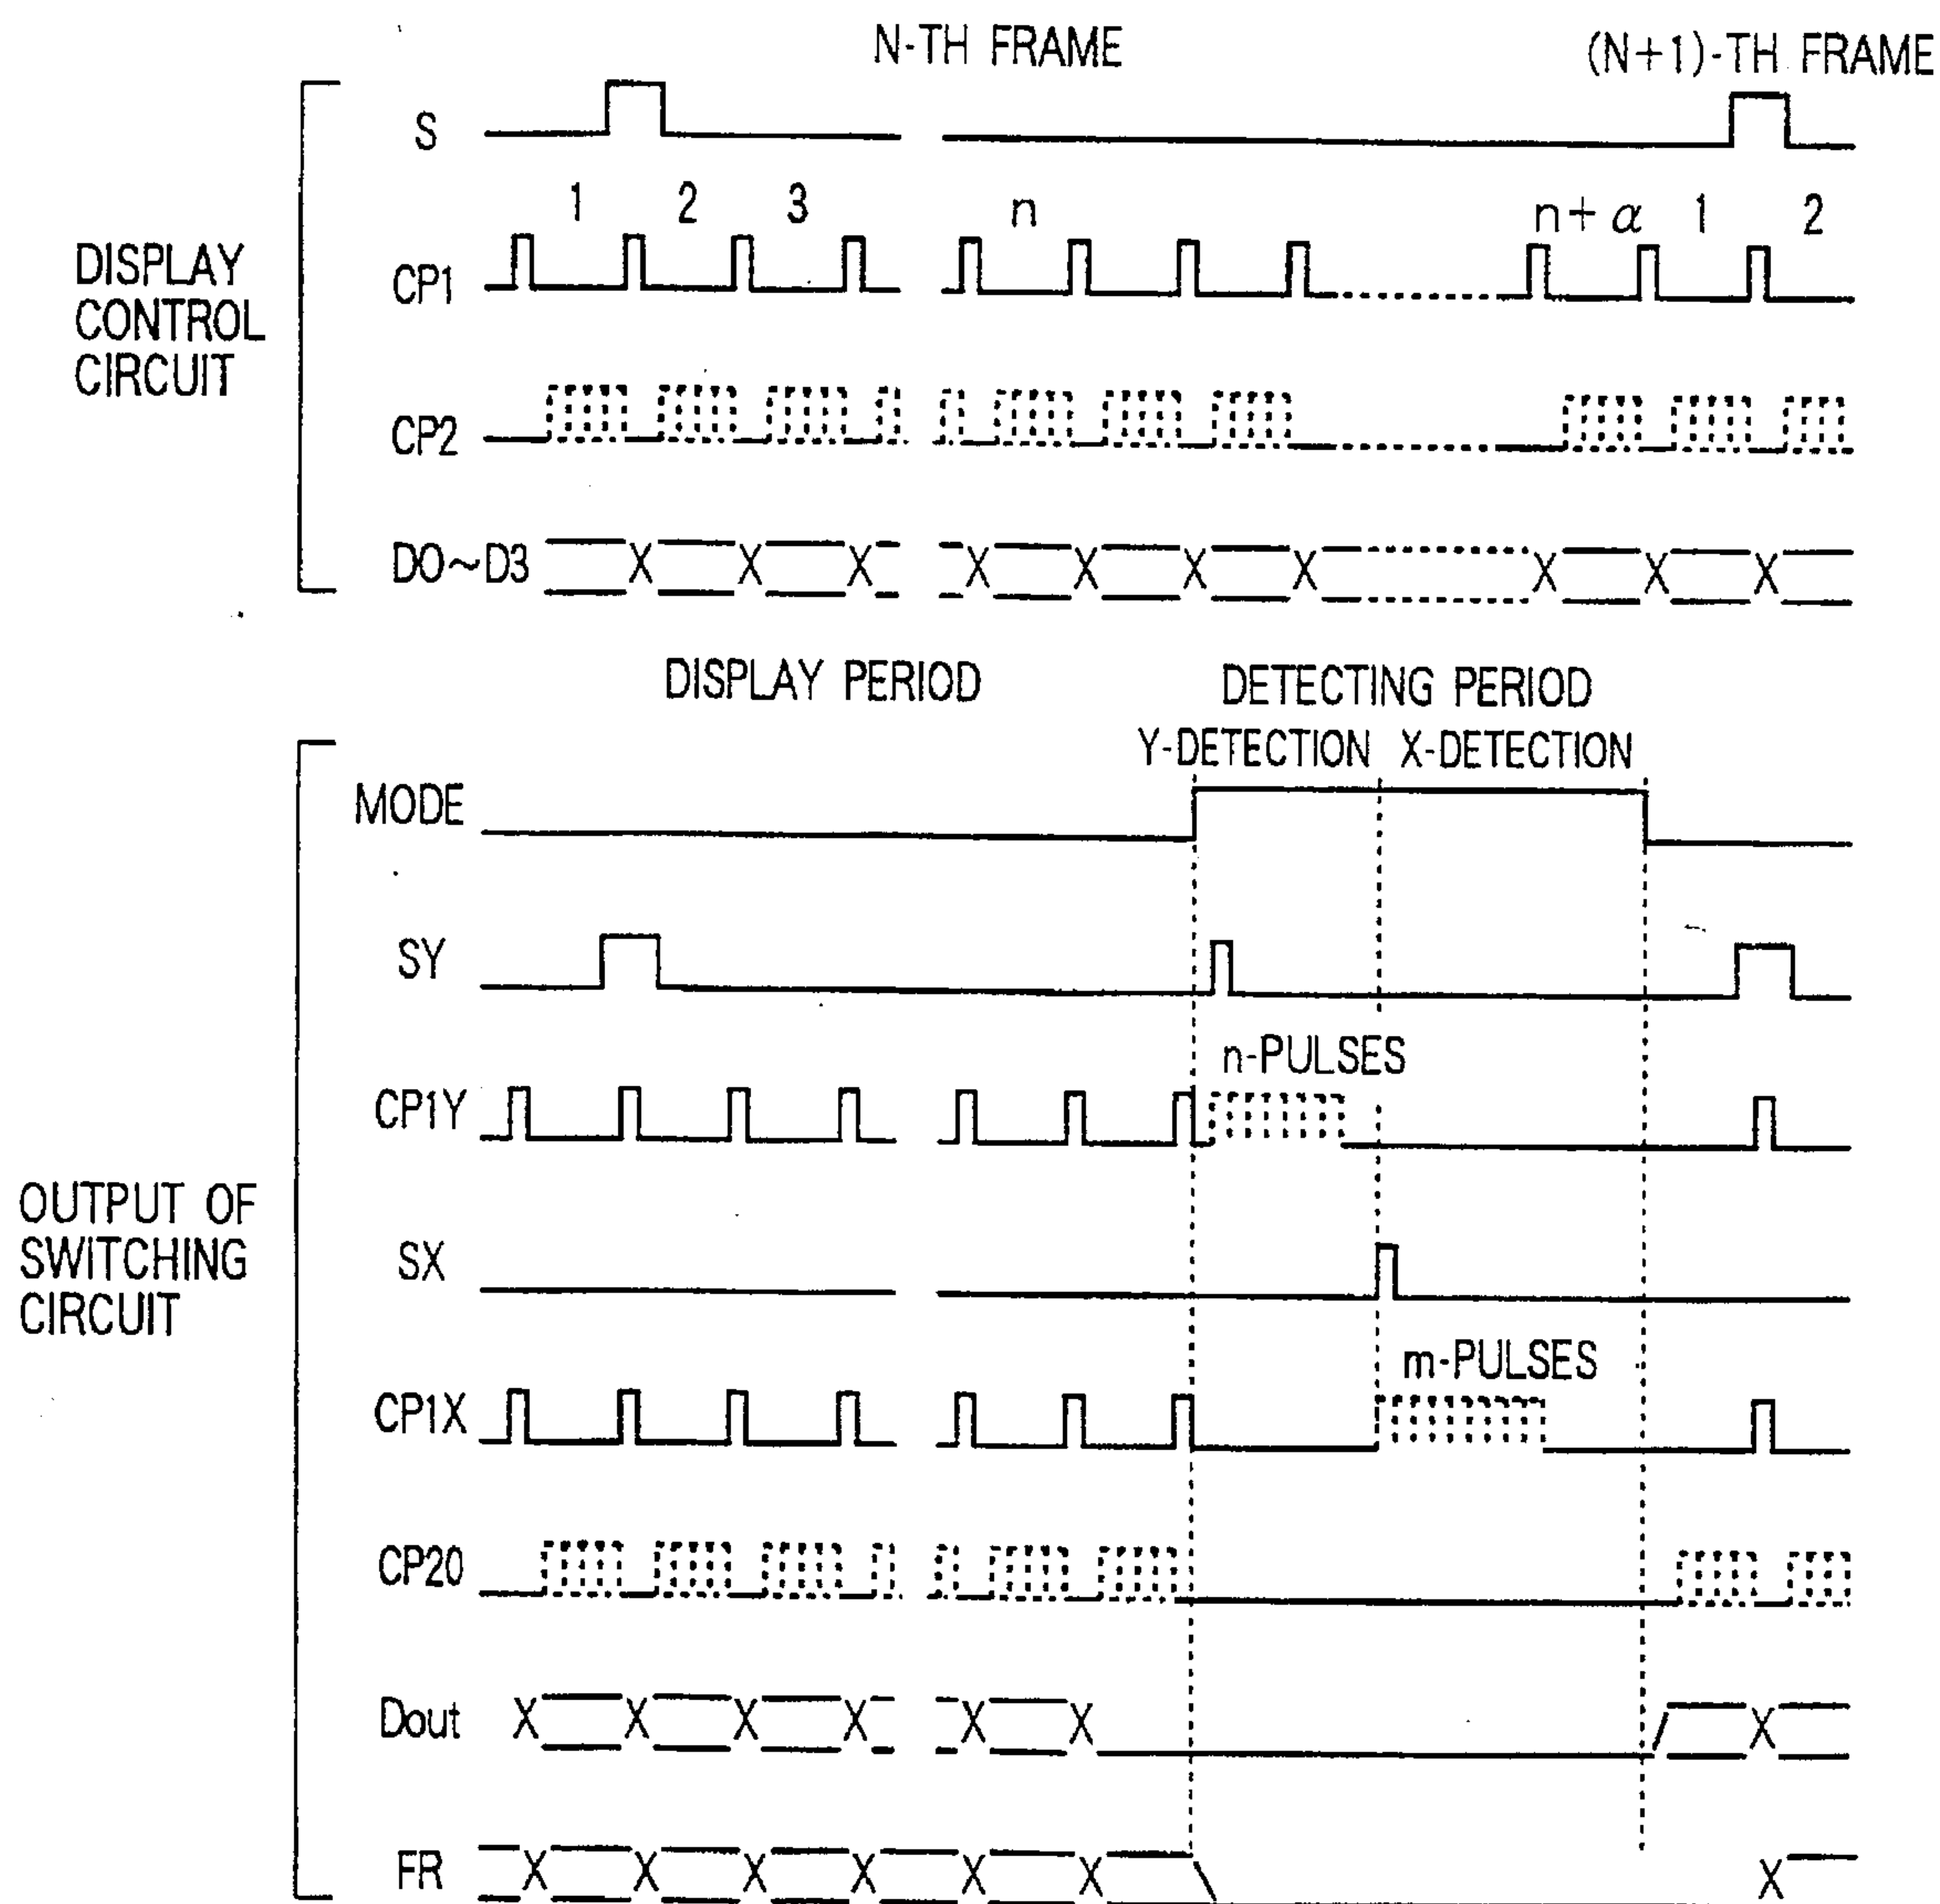 N-TH FRAME
(N+1)-TH FRAME
S
1 2 3 n n+α 1 2
DISPLAY
CONTROL
CIRCUIT
CP1
CP2
D0~D3
DISPLAY PERIOD
DETECTING PERIOD
Y-DETECTION X-DETECTION
MODE
SY
n-PULSES
CP1Y
OUTPUT OF
SWITCHING
CIRCUIT
SX
m-PULSES
CP1X
CP20
Dout
FR